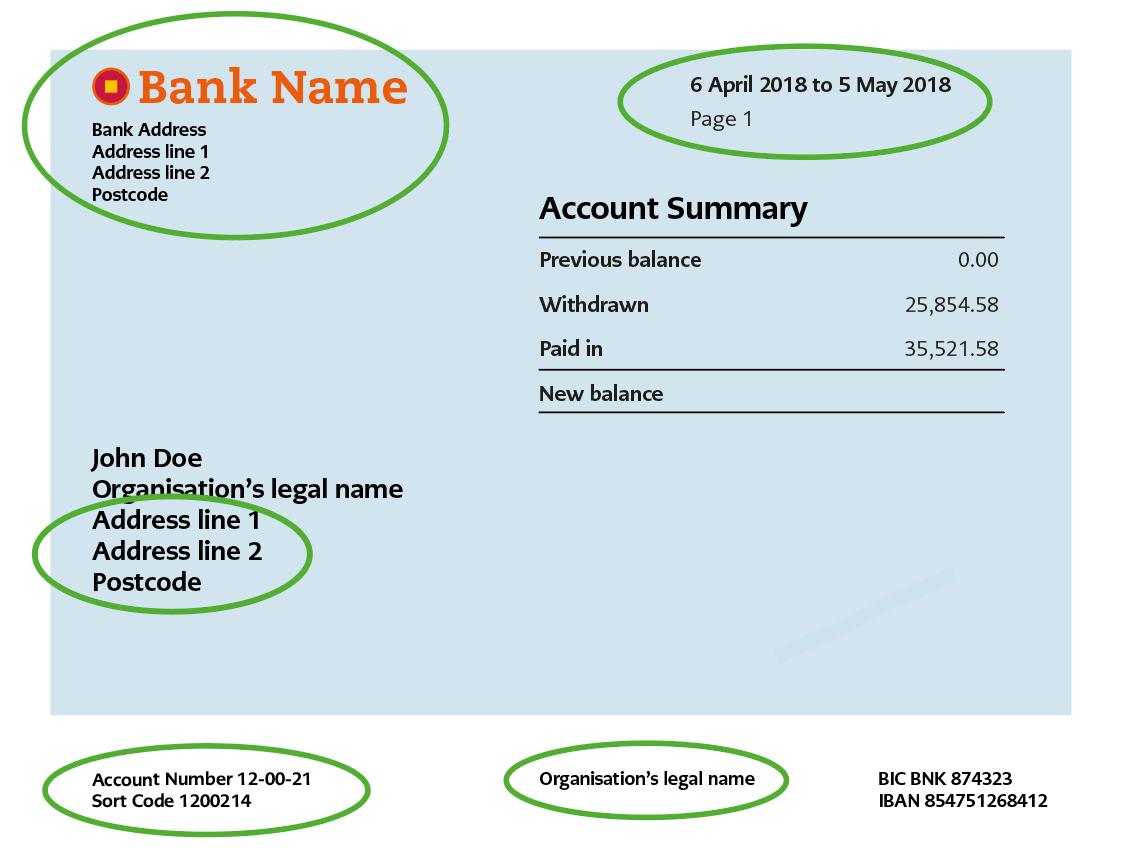 Bank Name
Bank Address
Address line 1
Address line 2
Postcode
6 April 2018 to 5 May 2018
Page 1
Account Summary
Previous balance 0.00
Withdrawn 25,854.58
Paid in 35,521.58
New balance
John Doe
Organisation's legal name
Address line 1
Address line 2
Postcode
Account Number 12-00-21
Sort Code 1200214
Organisation's legal name
BIC BNK 874323
IBAN 854751268412